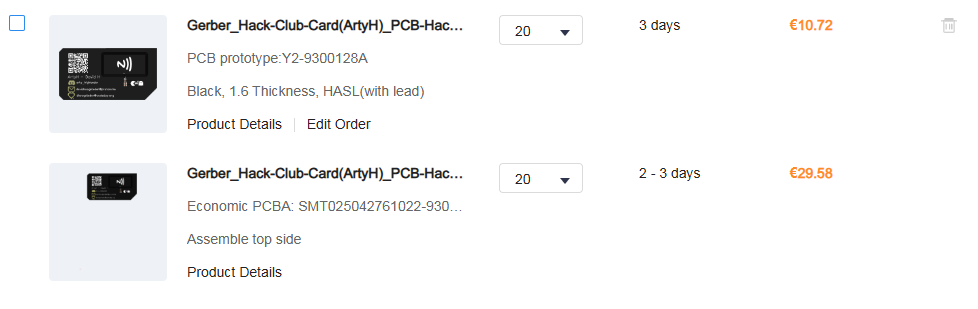 Gerber_Hack-Club-Card(ArtyH)_PCB-Hac… 20 3 days €10.72
PCB prototype:Y2-9300128A
Black, 1.6 Thickness, HASL(with lead)
Product Details Edit Order
Gerber_Hack-Club-Card(ArtyH)_PCB-Hac… 20 2 - 3 days €29.58
Economic PCBA: SMT025042761022-930…
Assemble top side
Product Details